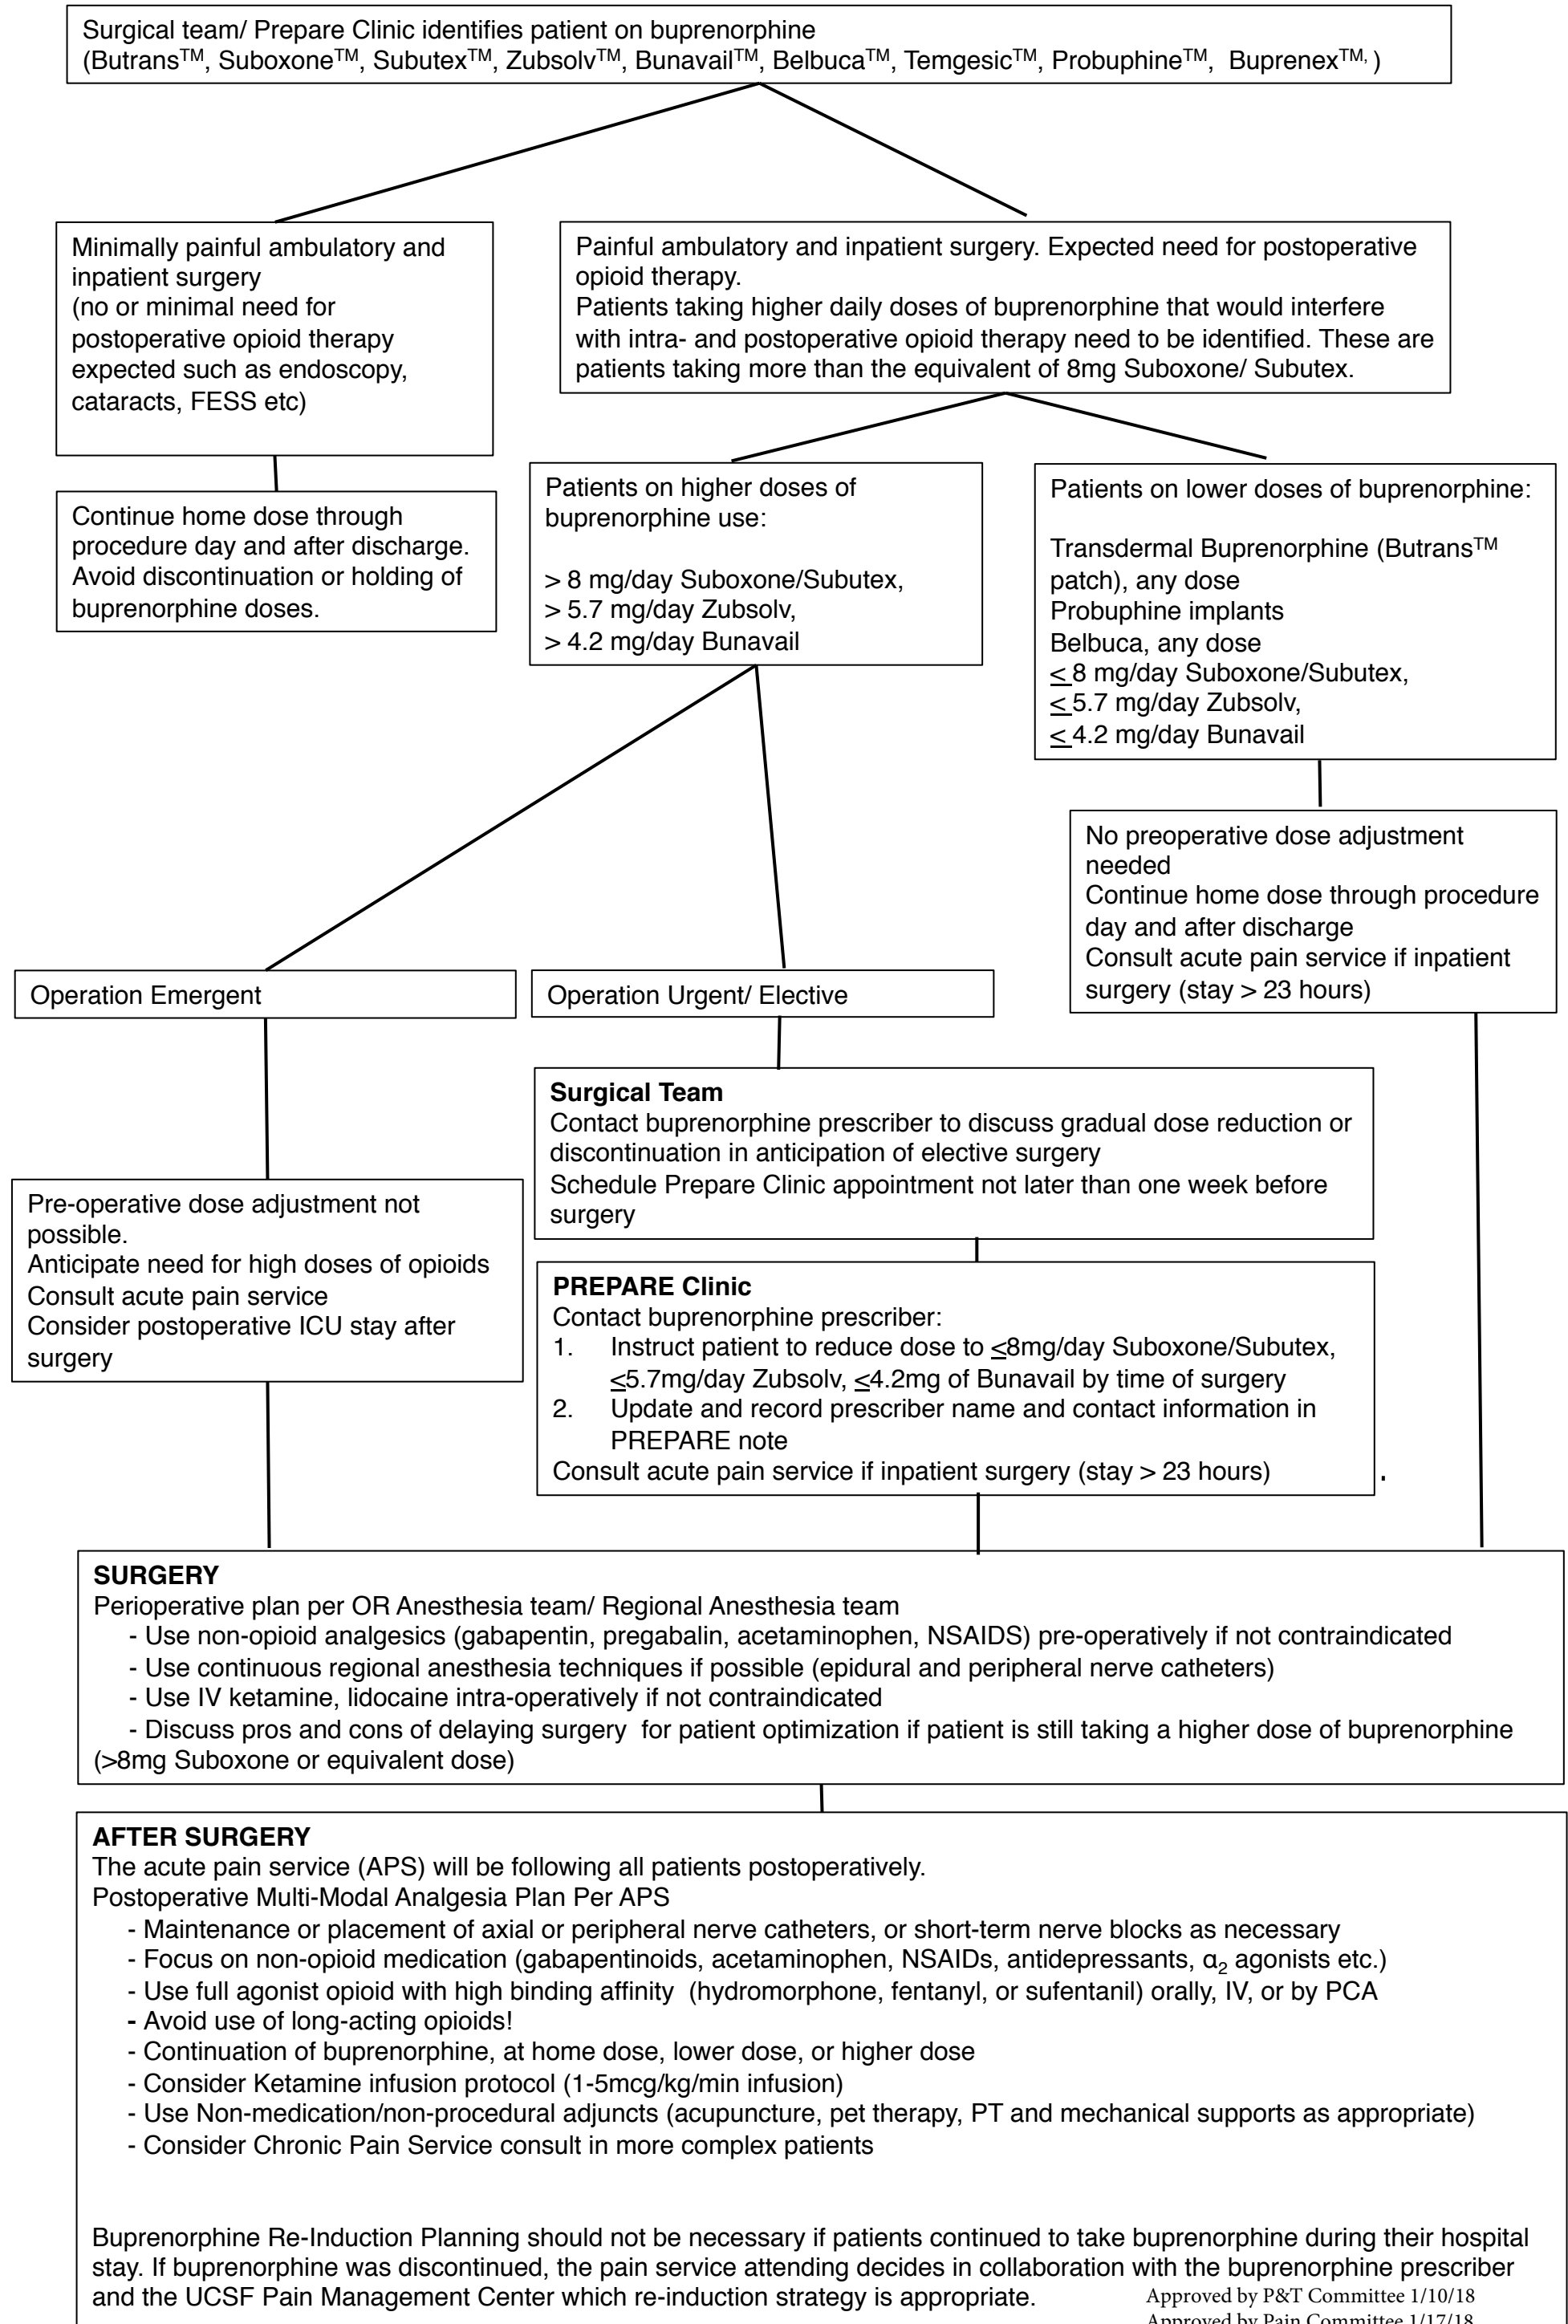 Surgical team/ Prepare Clinic identifies patient on buprenorphine
(Butrans™, Suboxone™, Subutex™, Zubsolv™, Bunavail™, Belbuca™, Temgesic™, Probuphine™, Buprenex™, )
Minimally painful ambulatory and
inpatient surgery
(no or minimal need for
postoperative opioid therapy
expected such as endoscopy,
cataracts, FESS etc)
Painful ambulatory and inpatient surgery. Expected need for postoperative
opioid therapy.
Patients taking higher daily doses of buprenorphine that would interfere
with intra- and postoperative opioid therapy need to be identified. These are
patients taking more than the equivalent of 8mg Suboxone/ Subutex.
Continue home dose through
procedure day and after discharge.
Avoid discontinuation or holding of
buprenorphine doses.
Patients on higher doses of
buprenorphine use:
> 8 mg/day Suboxone/Subutex,
> 5.7 mg/day Zubsolv,
> 4.2 mg/day Bunavail
Patients on lower doses of buprenorphine:
Transdermal Buprenorphine (Butrans™
patch), any dose
Probuphine implants
Belbuca, any dose
≤ 8 mg/day Suboxone/Subutex,
≤ 5.7 mg/day Zubsolv,
≤ 4.2 mg/day Bunavail
No preoperative dose adjustment
needed
Continue home dose through procedure
day and after discharge
Consult acute pain service if inpatient
surgery (stay > 23 hours)
Operation Emergent
Operation Urgent/ Elective
Surgical Team
Contact buprenorphine prescriber to discuss gradual dose reduction or
discontinuation in anticipation of elective surgery
Schedule Prepare Clinic appointment not later than one week before
surgery
Pre-operative dose adjustment not
possible.
Anticipate need for high doses of opioids
Consult acute pain service
Consider postoperative ICU stay after
surgery
PREPARE Clinic
Contact buprenorphine prescriber:
1. Instruct patient to reduce dose to ≤8mg/day Suboxone/Subutex,
≤5.7mg/day Zubsolv, ≤4.2mg of Bunavail by time of surgery
2. Update and record prescriber name and contact information in
PREPARE note
Consult acute pain service if inpatient surgery (stay > 23 hours) .
SURGERY
Perioperative plan per OR Anesthesia team/ Regional Anesthesia team
- Use non-opioid analgesics (gabapentin, pregabalin, acetaminophen, NSAIDS) pre-operatively if not contraindicated
- Use continuous regional anesthesia techniques if possible (epidural and peripheral nerve catheters)
- Use IV ketamine, lidocaine intra-operatively if not contraindicated
- Discuss pros and cons of delaying surgery for patient optimization if patient is still taking a higher dose of buprenorphine
(>8mg Suboxone or equivalent dose)
AFTER SURGERY
The acute pain service (APS) will be following all patients postoperatively.
Postoperative Multi-Modal Analgesia Plan Per APS
- Maintenance or placement of axial or peripheral nerve catheters, or short-term nerve blocks as necessary
- Focus on non-opioid medication (gabapentinoids, acetaminophen, NSAIDs, antidepressants, α₂ agonists etc.)
- Use full agonist opioid with high binding affinity (hydromorphone, fentanyl, or sufentanil) orally, IV, or by PCA
- Avoid use of long-acting opioids!
- Continuation of buprenorphine, at home dose, lower dose, or higher dose
- Consider Ketamine infusion protocol (1-5mcg/kg/min infusion)
- Use Non-medication/non-procedural adjuncts (acupuncture, pet therapy, PT and mechanical supports as appropriate)
- Consider Chronic Pain Service consult in more complex patients
Buprenorphine Re-Induction Planning should not be necessary if patients continued to take buprenorphine during their hospital
stay. If buprenorphine was discontinued, the pain service attending decides in collaboration with the buprenorphine prescriber
and the UCSF Pain Management Center which re-induction strategy is appropriate.
Approved by P&T Committee 1/10/18
Approved by Pain Committee 1/17/18